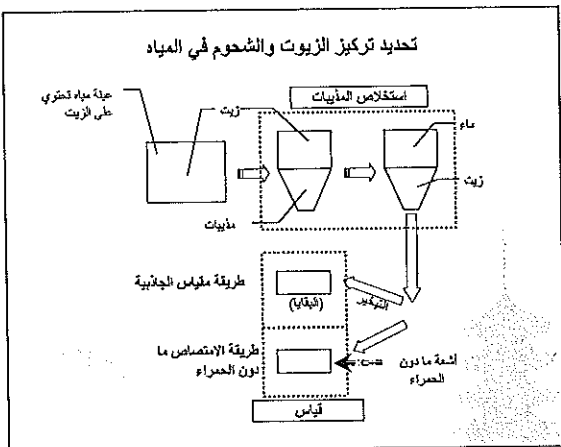 تحديد تركيز الزيوت والشحوم في المياه
استخلاص المذيبات
عينة مياه تحتوي
على الزيت
زيت
ماء
زيت
مذيبات
طريقة مقياس الجاذبية
(البقايا)
التبخير
طريقة الامتصاص ما
دون الحمراء
أشعة ما دون
الحمراء
قياس